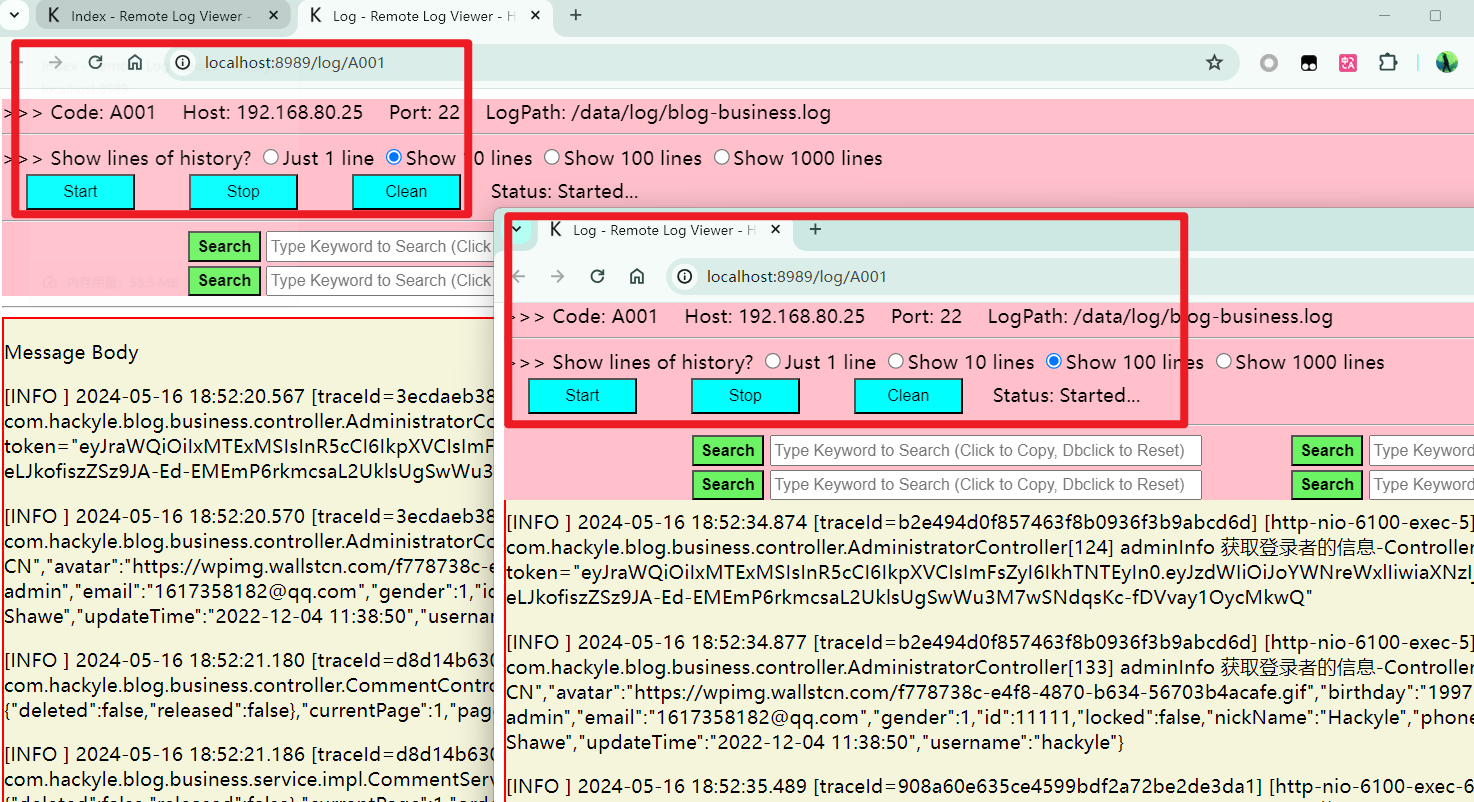 Index - Remote Log Viewer -
Log - Remote Log Viewer - H
localhost:8989/log/A001
>>> Code: A001 Host: 192.168.80.25 Port: 22 LogPath: /data/log/blog-business.log
>>> Show lines of history? Just 1 line Show 10 lines Show 100 lines Show 1000 lines
Start Stop Clean Status: Started...
Search Type Keyword to Search (Click
Search Type Keyword to Search (Click
Message Body
[INFO ] 2024-05-16 18:52:20.567 [traceId=3ecdaeb38
com.hackyle.blog.business.controller.AdministratorCo
token="eyJraWQiOiIxMTExMSIsInR5cCI6IkpXVCIsImF
eLJkofiszZSz9JA-Ed-EMEmP6rkmcsaL2UklsUgSwWu3
[INFO ] 2024-05-16 18:52:20.570 [traceId=3ecdaeb38
com.hackyle.blog.business.controller.AdministratorCo
CN","avatar":"https://wpimg.wallstcn.com/f778738c-e
admin","email":"1617358182@qq.com","gender":1,"id
Shawe","updateTime":"2022-12-04 11:38:50","usernam
[INFO ] 2024-05-16 18:52:21.180 [traceId=d8d14b630
com.hackyle.blog.business.controller.CommentContro
{"deleted":false,"released":false},"currentPage":1,"page
[INFO ] 2024-05-16 18:52:21.186 [traceId=d8d14b630
com.hackyle.blog.business.service.impl.CommentServ
{"deleted":false,"released":false},"currentPage":1,"ord
Log - Remote Log Viewer - H
localhost:8989/log/A001
>>> Code: A001 Host: 192.168.80.25 Port: 22 LogPath: /data/log/blog-business.log
>>> Show lines of history? Just 1 line Show 10 lines Show 100 lines Show 1000 lines
Start Stop Clean Status: Started...
Search Type Keyword to Search (Click to Copy, Dbclick to Reset) Search Type Keyword
Search Type Keyword to Search (Click to Copy, Dbclick to Reset) Search Type Keyword
[INFO ] 2024-05-16 18:52:34.874 [traceId=b2e494d0f857463f8b0936f3b9abcd6d] [http-nio-6100-exec-5]
com.hackyle.blog.business.controller.AdministratorController[124] adminInfo 获取登录者的信息-Controller
token="eyJraWQiOiIxMTExMSIsInR5cCI6IkpXVCIsImFsZyI6IkhTNTEyIn0.eyJzdWIiOiJoYWNreWxlIiwiaXNzI
eLJkofiszZSz9JA-Ed-EMEmP6rkmcsaL2UklsUgSwWu3M7wSNdqsKc-fDVvay1OycMkwQ"
[INFO ] 2024-05-16 18:52:34.877 [traceId=b2e494d0f857463f8b0936f3b9abcd6d] [http-nio-6100-exec-5]
com.hackyle.blog.business.controller.AdministratorController[133] adminInfo 获取登录者的信息-Controller
CN","avatar":"https://wpimg.wallstcn.com/f778738c-e4f8-4870-b634-56703b4acafe.gif","birthday":"1997
admin","email":"1617358182@qq.com","gender":1,"id":11111,"locked":false,"nickName":"Hackyle","phone
Shawe","updateTime":"2022-12-04 11:38:50","username":"hackyle"}
[INFO ] 2024-05-16 18:52:35.489 [traceId=908a60e635ce4599bdf2a72be2de3da1] [http-nio-6100-exec-6